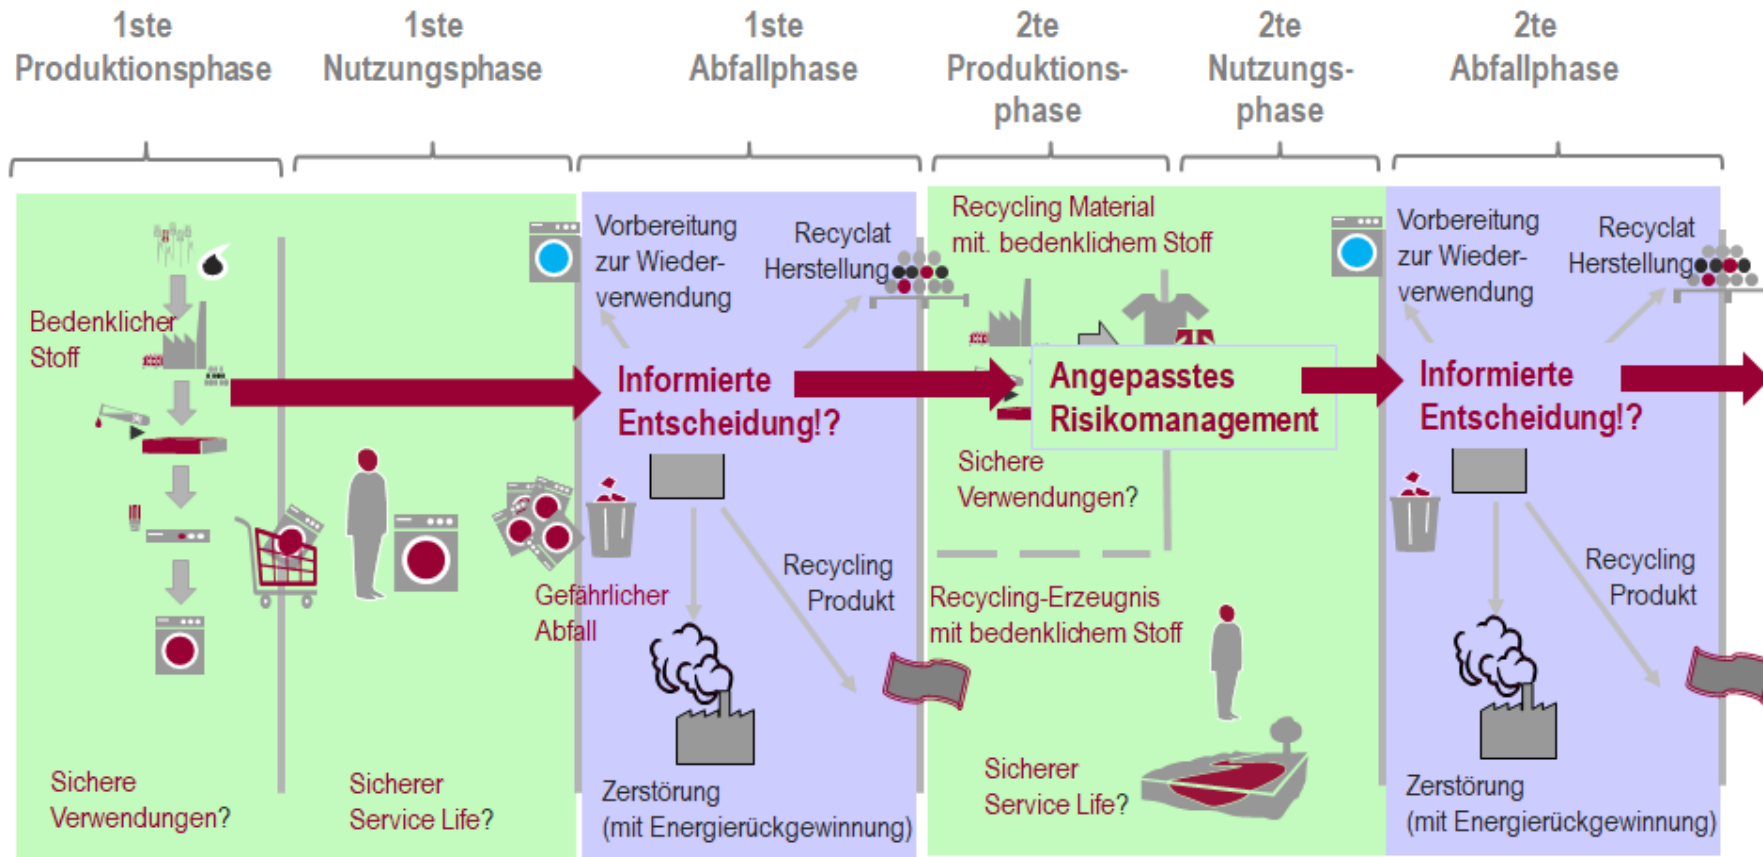 1ste
Produktionsphase
1ste
Nutzungsphase
1ste
Abfallphase
2te
Produktions-
phase
2te
Nutzungs-
phase
2te
Abfallphase
Bedenklicher
Stoff
Sichere
Verwendungen?
Sicherer
Service Life?
Gefährlicher
Abfall
Vorbereitung
zur Wieder-
verwendung
Recyclat
Herstellung
Informierte
Entscheidung!?
Recycling
Produkt
Zerstörung
(mit Energierückgewinnung)
Recycling Material
mit. bedenklichem Stoff
Angepasstes
Risikomanagement
Sichere
Verwendungen?
Recycling-Erzeugnis
mit bedenklichem Stoff
Sicherer
Service Life?
Vorbereitung
zur Wieder-
verwendung
Recyclat
Herstellung
Informierte
Entscheidung!?
Recycling
Produkt
Zerstörung
(mit Energierückgewinnung)